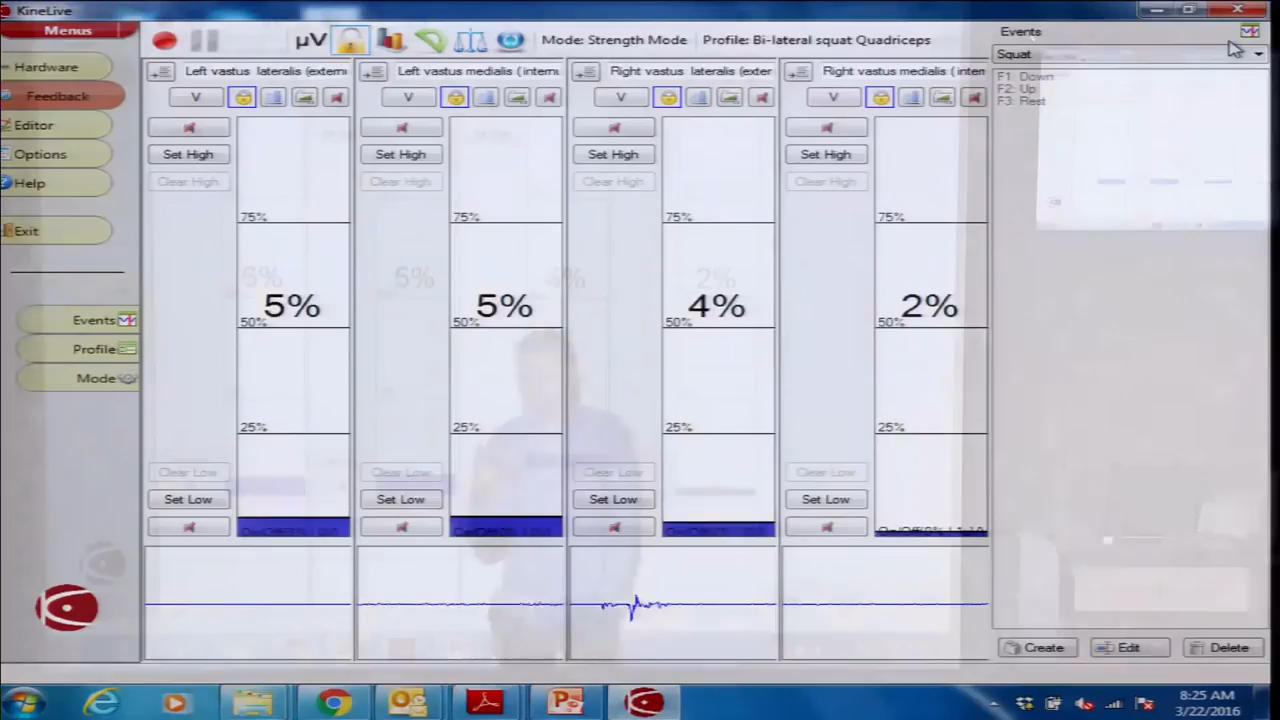 KineLive
Menus
Hardware
Feedback
Editor
Options
Help
Exit
Events
Profile
Mode
µV
Mode: Strength Mode
Profile: Bi-lateral squat Quadriceps
Left vastus lateralis (extern
Left vastus medialis (intern
Right vastus lateralis (exter
Right vastus medialis (inter
V
V
V
V
Set High
Set High
Set High
Set High
Clear High
Clear High
Clear High
Clear High
75%
75%
75%
75%
6%
5%
4%
2%
5%
5%
4%
2%
50%
50%
50%
50%
25%
25%
25%
25%
Clear Low
Clear Low
Clear Low
Clear Low
Set Low
Set Low
Set Low
Set Low
Events
Squat
F1: Down
F2: Up
F3: Rest
Create
Edit
Delete
8:25 AM
3/22/2016